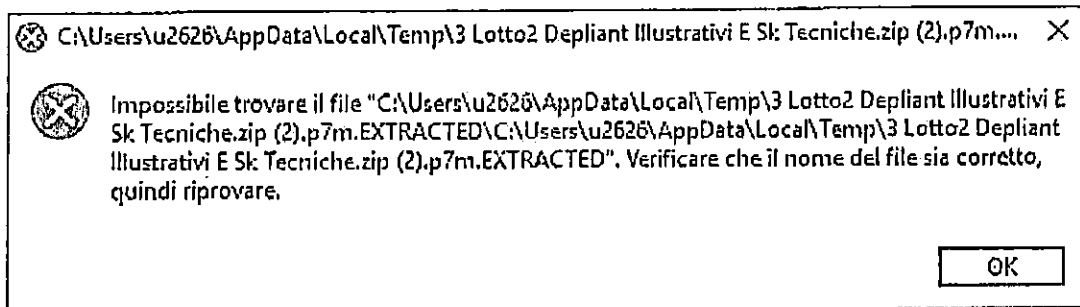 C:\Users\u2626\AppData\Local\Temp\3 Lotto2 Depliant Illustrativi E Sk Tecniche.zip (2).p7m....
Impossibile trovare il file "C:\Users\u2626\AppData\Local\Temp\3 Lotto2 Depliant Illustrativi E
Sk Tecniche.zip (2).p7m.EXTRACTED\C:\Users\u2626\AppData\Local\Temp\3 Lotto2 Depliant
Illustrativi E Sk Tecniche.zip (2).p7m.EXTRACTED". Verificare che il nome del file sia corretto,
quindi riprovare.
OK